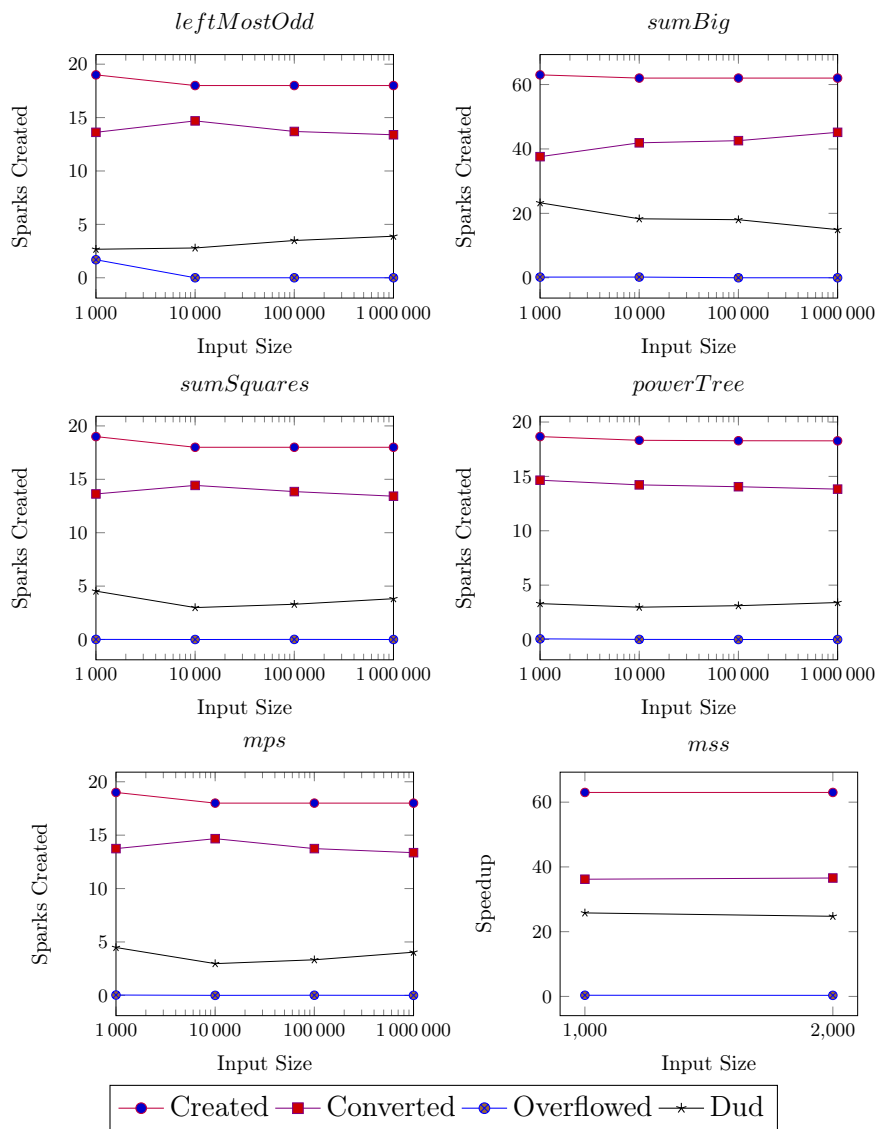 leftMostOdd
sumBig
20
15
10
5
0
Sparks Created
1 000 10 000 100 000 1 000 000
Input Size
60
40
20
0
Sparks Created
1 000 10 000 100 000 1 000 000
Input Size
sumSquares
powerTree
20
15
10
5
0
Sparks Created
1 000 10 000 100 000 1 000 000
Input Size
20
15
10
5
0
Sparks Created
1 000 10 000 100 000 1 000 000
Input Size
mps
mss
20
15
10
5
0
Sparks Created
1 000 10 000 100 000 1 000 000
Input Size
60
40
20
0
Speedup
1,000 2,000
Input Size
Created Converted Overflowed Dud